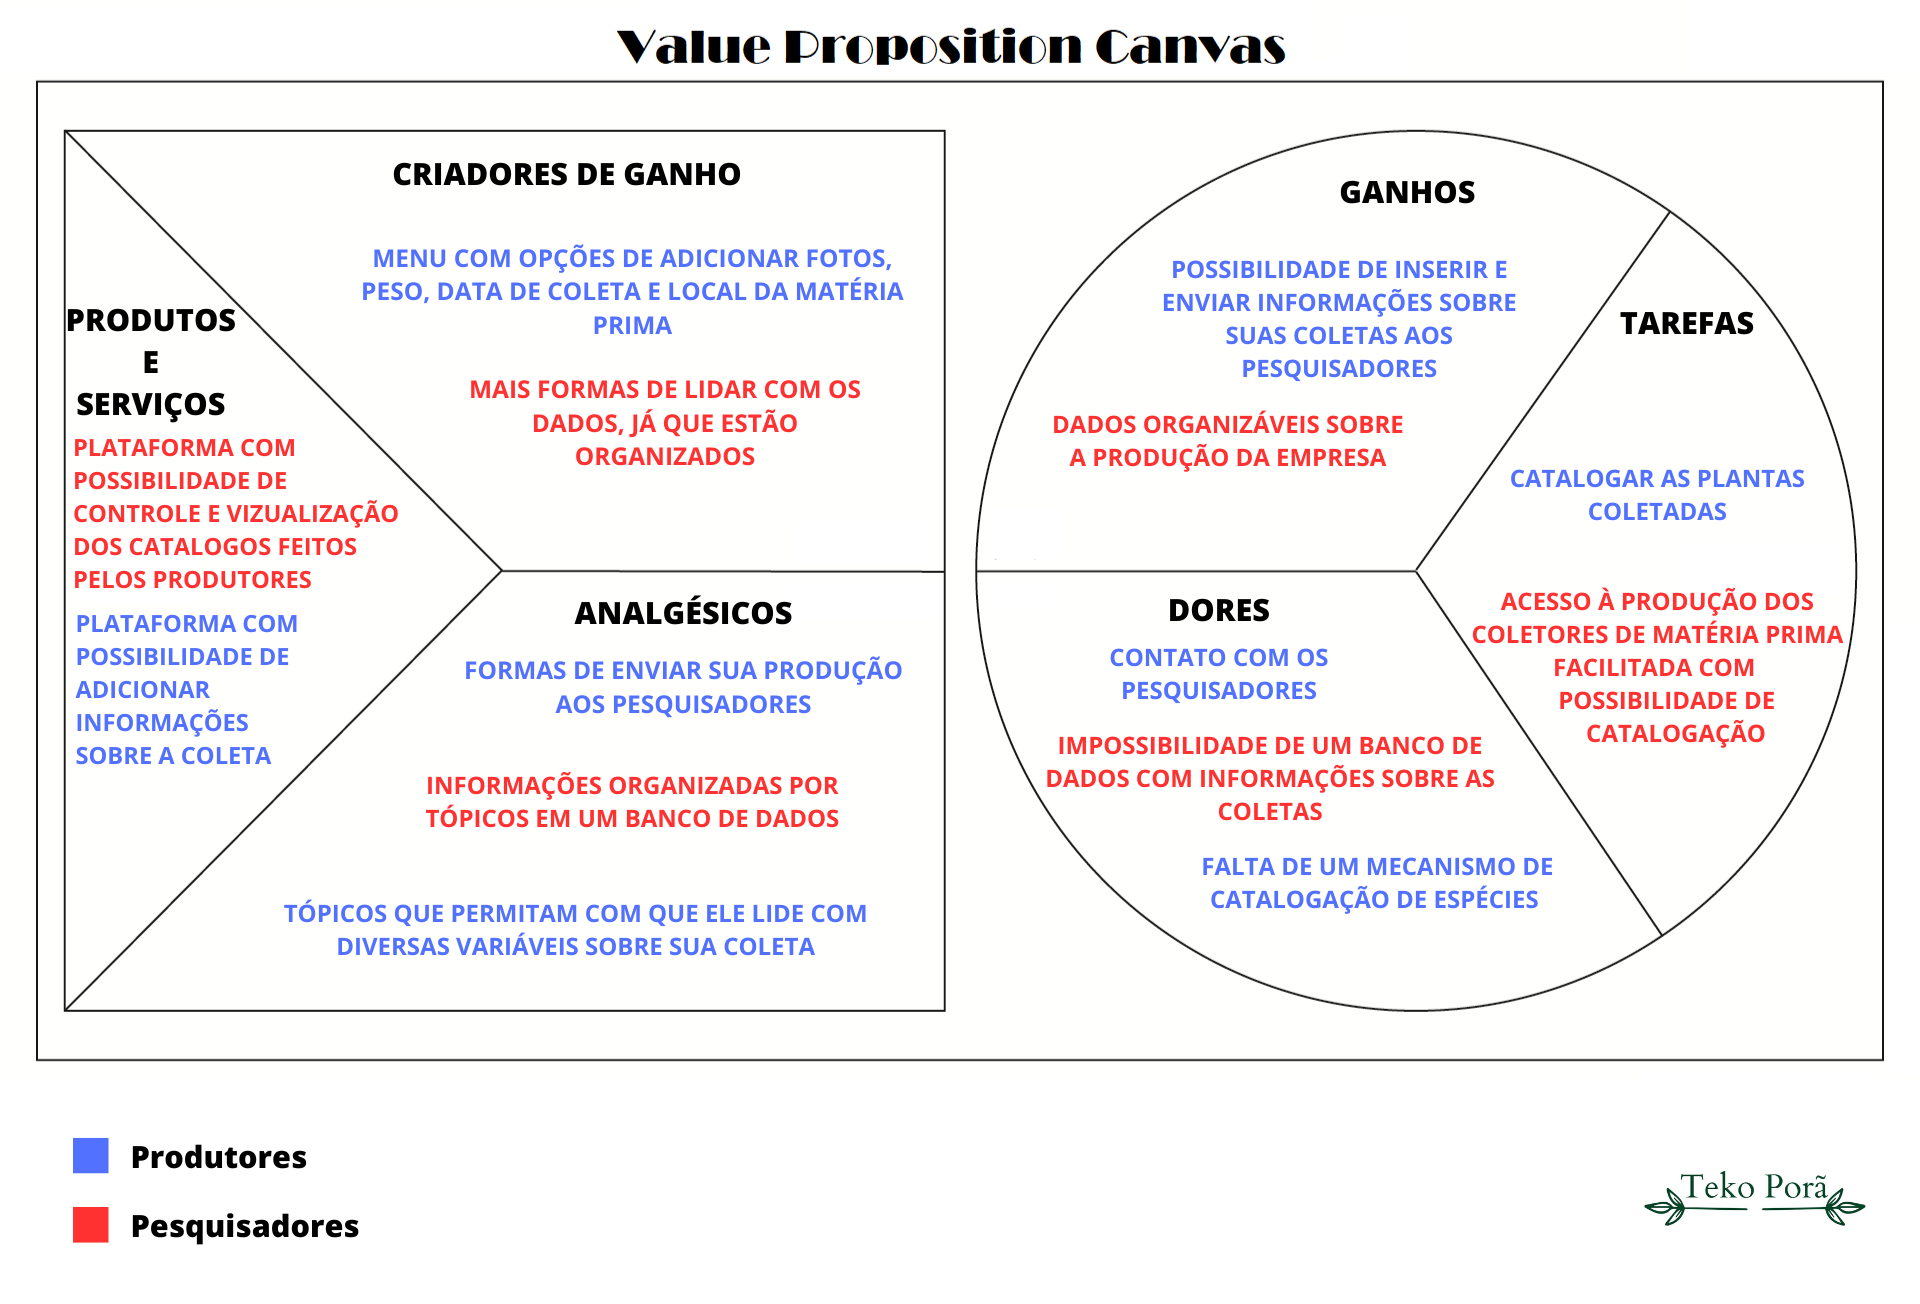 Value Proposition Canvas
CRIADORES DE GANHO
MENU COM OPÇÕES DE ADICIONAR FOTOS,
PESO, DATA DE COLETA E LOCAL DA MATÉRIA
PRIMA
MAIS FORMAS DE LIDAR COM OS
DADOS, JÁ QUE ESTÃO
ORGANIZADOS
PRODUTOS
E
SERVIÇOS
PLATAFORMA COM
POSSIBILIDADE DE
CONTROLE E VIZUALIZAÇÃO
DOS CATALOGOS FEITOS
PELOS PRODUTORES
PLATAFORMA COM
POSSIBILIDADE DE
ADICIONAR
INFORMAÇÕES
SOBRE A COLETA
ANALGÉSICOS
FORMAS DE ENVIAR SUA PRODUÇÃO
AOS PESQUISADORES
INFORMAÇÕES ORGANIZADAS POR
TÓPICOS EM UM BANCO DE DADOS
TÓPICOS QUE PERMITAM COM QUE ELE LIDE COM
DIVERSAS VARIÁVEIS SOBRE SUA COLETA
GANHOS
POSSIBILIDADE DE INSERIR E
ENVIAR INFORMAÇÕES SOBRE
SUAS COLETAS AOS
PESQUISADORES
DADOS ORGANIZÁVEIS SOBRE
A PRODUÇÃO DA EMPRESA
TAREFAS
CATALOGAR AS PLANTAS
COLETADAS
ACESSO À PRODUÇÃO DOS
COLETORES DE MATÉRIA PRIMA
FACILITADA COM
POSSIBILIDADE DE
CATALOGAÇÃO
DORES
CONTATO COM OS
PESQUISADORES
IMPOSSIBILIDADE DE UM BANCO DE
DADOS COM INFORMAÇÕES SOBRE AS
COLETAS
FALTA DE UM MECANISMO DE
CATALOGAÇÃO DE ESPÉCIES
Produtores
Pesquisadores
Teko Porã